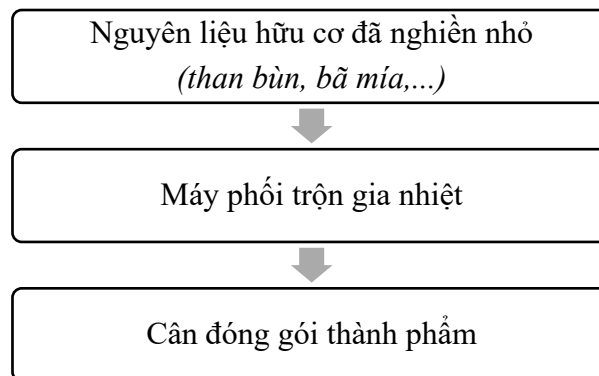 Nguyên liệu hữu cơ đã nghiền nhỏ
(than bùn, bã mía,...)
Máy phối trộn gia nhiệt
Cân đóng gói thành phẩm